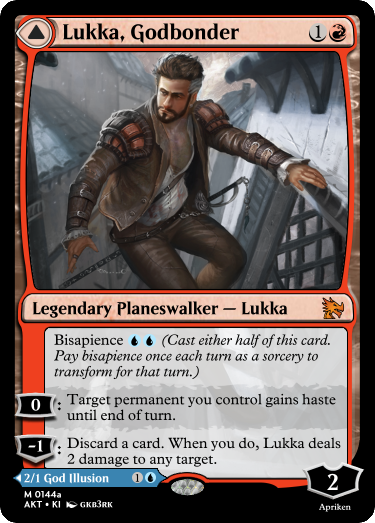 Lukka, Godbonder 1
Legendary Planeswalker — Lukka
Bisapience (Cast either half of this card.
Pay bisapience once each turn as a sorcery to
transform for that turn.)
0: Target permanent you control gains haste
until end of turn.
-1: Discard a card. When you do, Lukka deals
2 damage to any target.
2/1 God Illusion 1
2
M 0144a
AKT • KI GKB3RK
Apriken